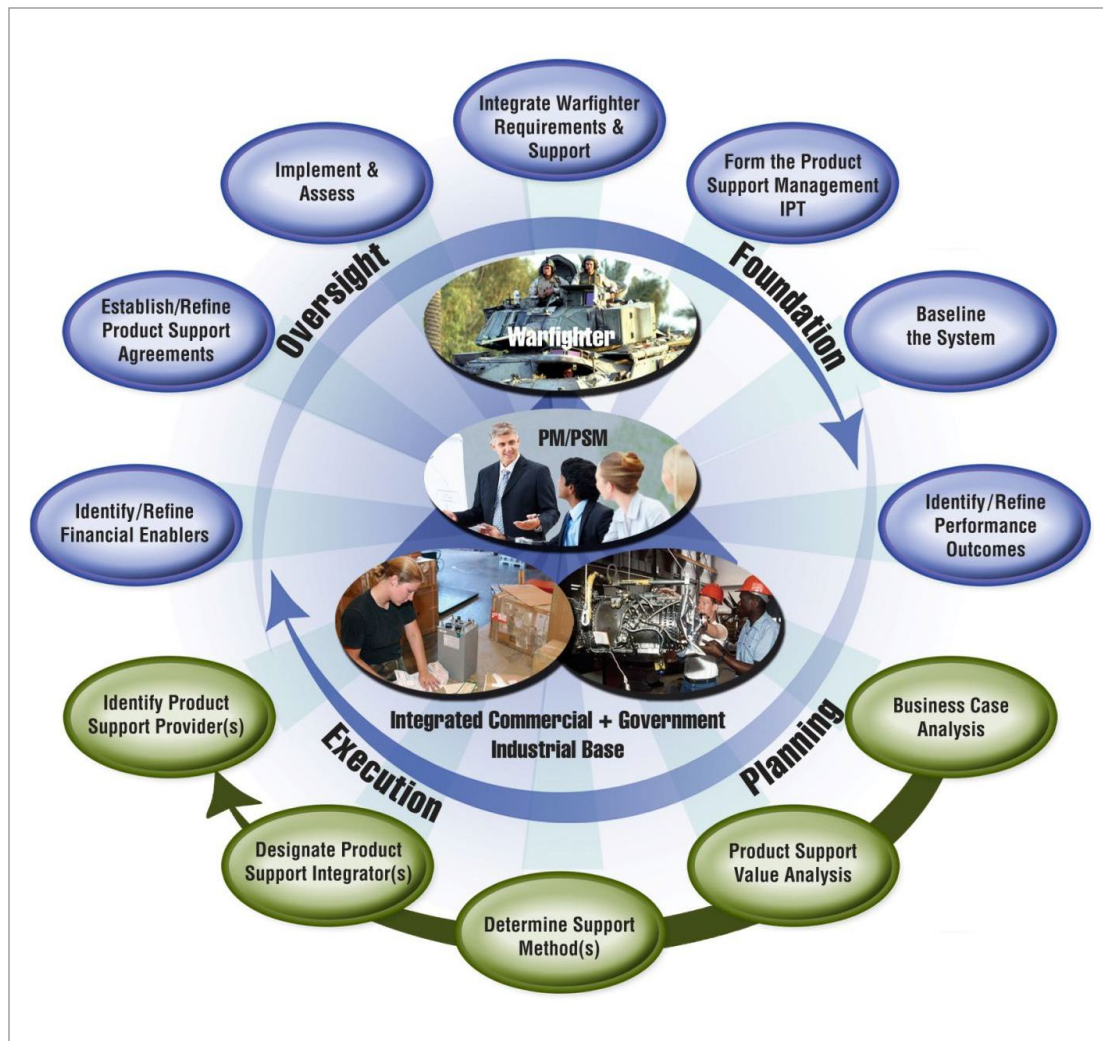 Integrate Warfighter
Requirements &
Support
Form the Product
Support Management
IPT
Baseline
the System
Identify/Refine
Performance
Outcomes
Business Case
Analysis
Product Support
Value Analysis
Determine Support
Method(s)
Designate Product
Support Integrator(s)
Identify Product
Support Provider(s)
Identify/Refine
Financial Enablers
Establish/Refine
Product Support
Agreements
Implement &
Assess
Oversight
Foundation
Planning
Execution
Warfighter
PM/PSM
Integrated Commercial + Government
Industrial Base